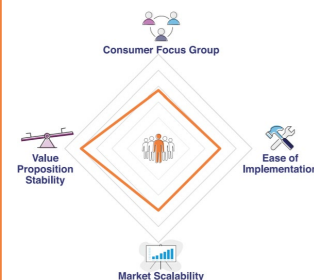 Consumer Focus Group
Value
Proposition
Stability
Ease of
Implementation
Market Scalability